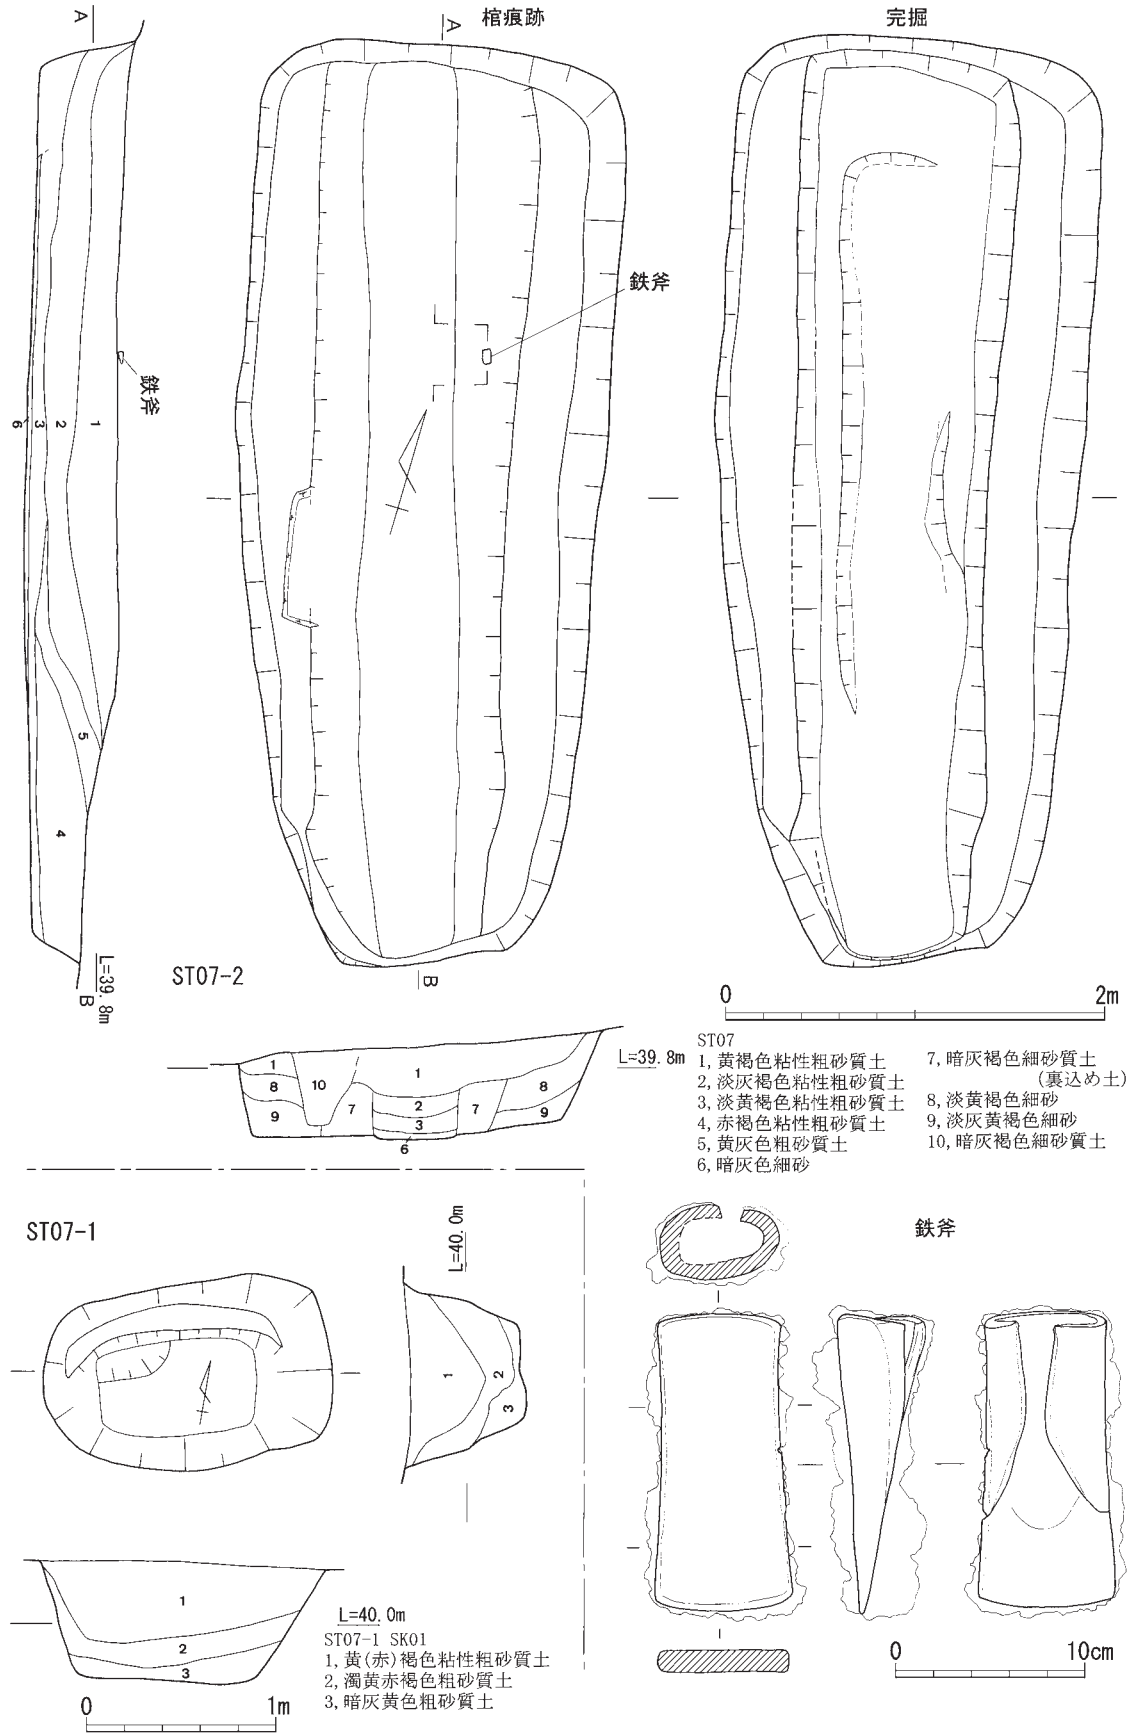 A
棺痕跡
A
完掘
鉄斧
鉄斧
6 3 2 1
5
4
L=39.8m
B
ST07-2
B
0 2m
L=39.8m
1
8
9
10
7
1
2
3
6
7
8
9
ST07
1,黄褐色粘性粗砂質土
2,淡灰褐色粘性粗砂質土
3,淡黄褐色粘性粗砂質土
4,赤褐色粘性粗砂質土
5,黄灰色粗砂質土
6,暗灰色細砂
7,暗灰褐色細砂質土
(裏込め土)
8,淡黄褐色細砂
9,淡灰黄褐色細砂
10,暗灰褐色細砂質土
ST07-1
L=40.0m
1
2
3
鉄斧
1
2
3
L=40.0m
ST07-1 SK01
1,黄(赤)褐色粘性粗砂質土
2,濁黄赤褐色粗砂質土
3,暗灰黄色粗砂質土
0 1m
0 10cm